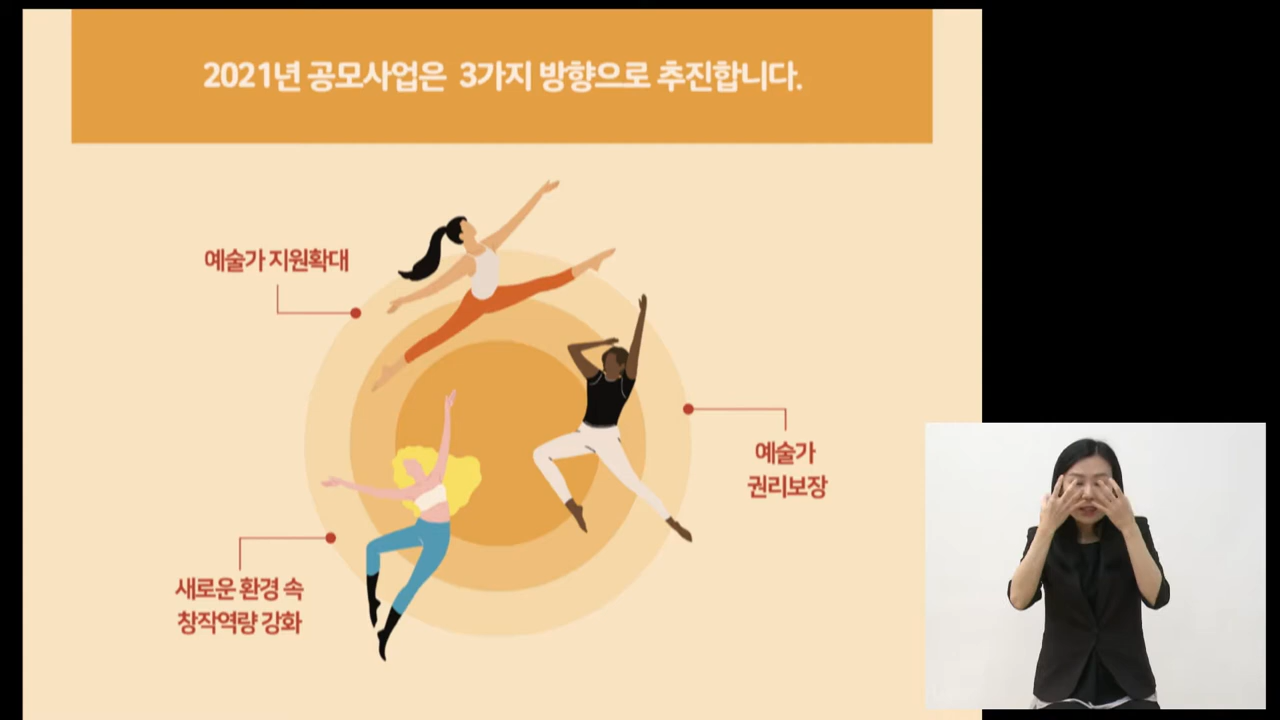 2021년 공모사업은 3가지 방향으로 추진합니다.
예술가 지원확대
예술가
권리보장
새로운 환경 속
창작역량 강화